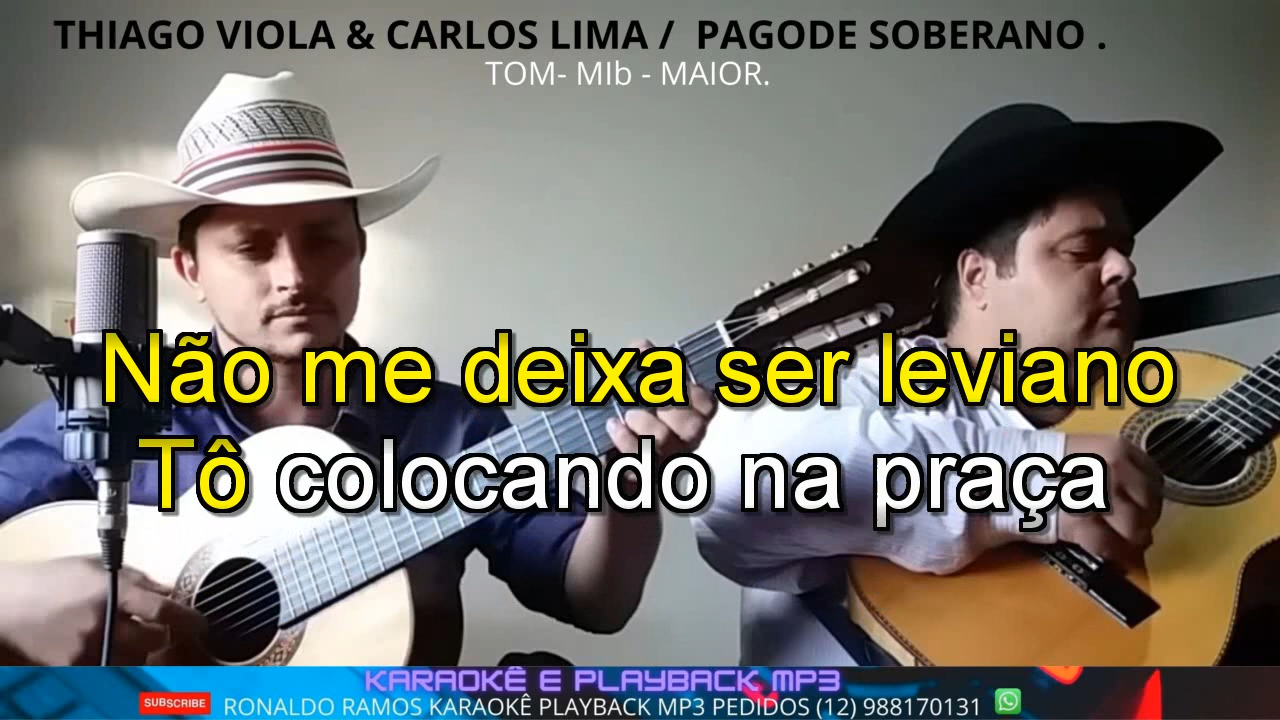 THIAGO VIOLA & CARLOS LIMA /  PAGODE SOBERANO .
TOM- MIb - MAIOR.
Não me deixa ser leviano
Tô colocando na praça
KARAOKÊ E PLAYBACK MP3
SUBSCRIBE RONALDO RAMOS KARAOKÊ PLAYBACK MP3 PEDIDOS (12) 988170131